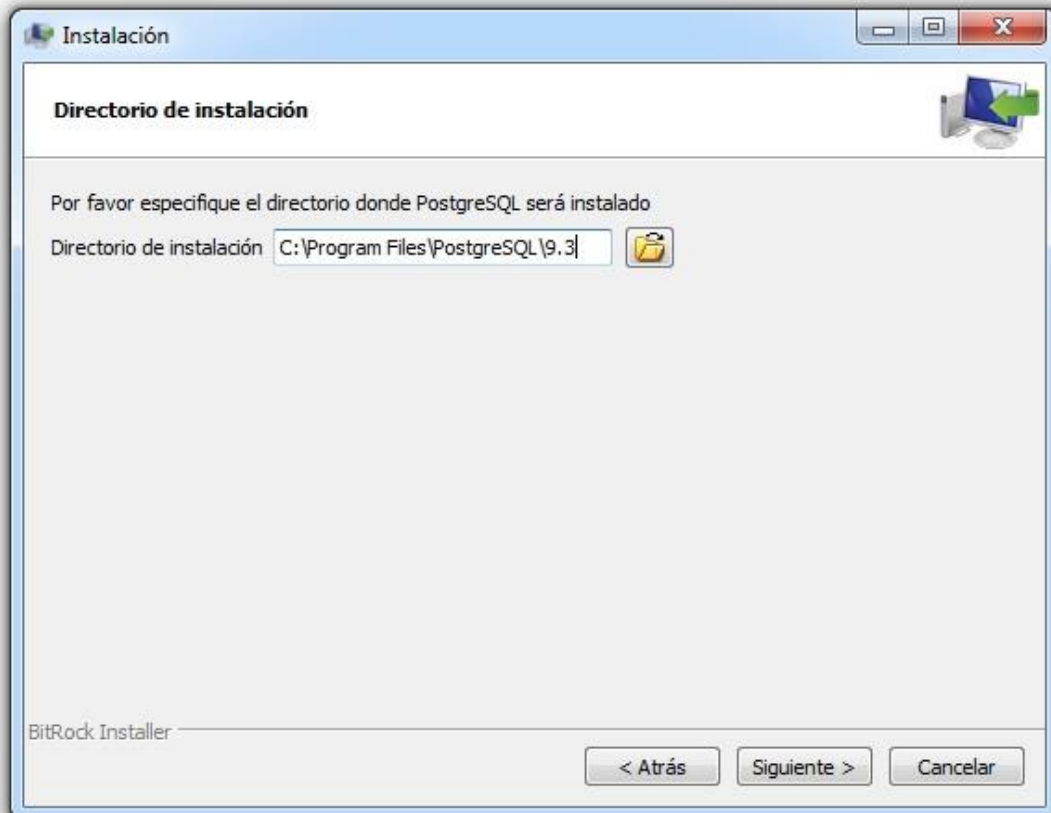 Instalación
Directorio de instalación
Por favor especifique el directorio donde PostgreSQL será instalado
Directorio de instalación C:\Program Files\PostgreSQL\9.3
BitRock Installer
< Atrás Siguiente > Cancelar